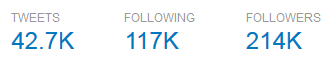 TWEETS FOLLOWING FOLLOWERS
42.7K 117K 214K